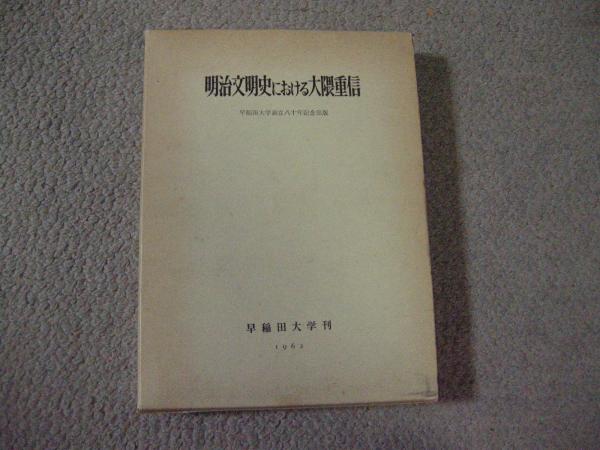 明治文明史における大隈重信
早稲田大学創立八十年記念出版
早稲田大学刊
1962